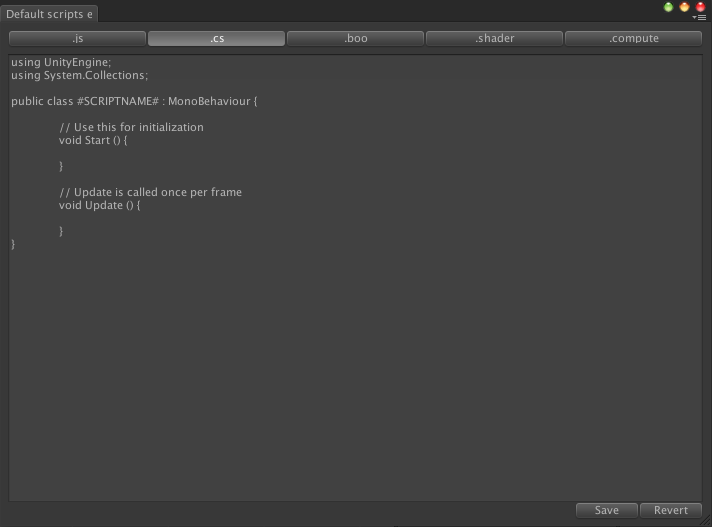 Default scripts e
.js
.cs
.boo
.shader
.compute
using UnityEngine;
using System.Collections;
public class #SCRIPTNAME# : MonoBehaviour {
// Use this for initialization
void Start () {
}
// Update is called once per frame
void Update () {
}
}
Save
Revert